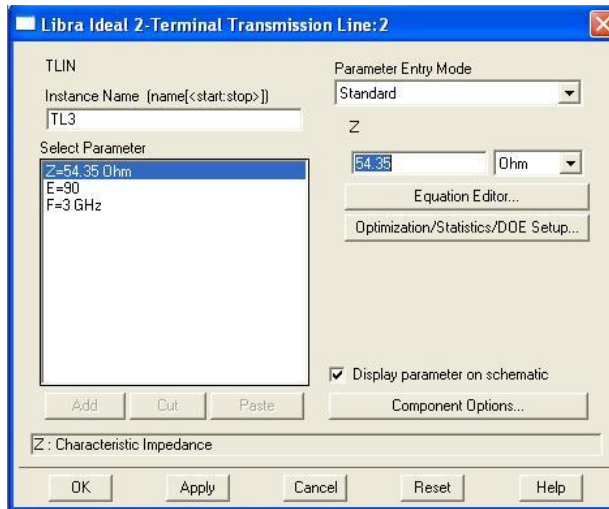 Libra Ideal 2-Terminal Transmission Line:2
TLIN
Instance Name (name[<start:stop>])
TL3
Select Parameter
Z=54.35 Ohm
E=90
F=3 GHz
Add
Cut
Paste
Parameter Entry Mode
Standard
Z
54.35
Ohm
Equation Editor...
Optimization/Statistics/DOE Setup...
Display parameter on schematic
Component Options...
Z : Characteristic Impedance
OK
Apply
Cancel
Reset
Help